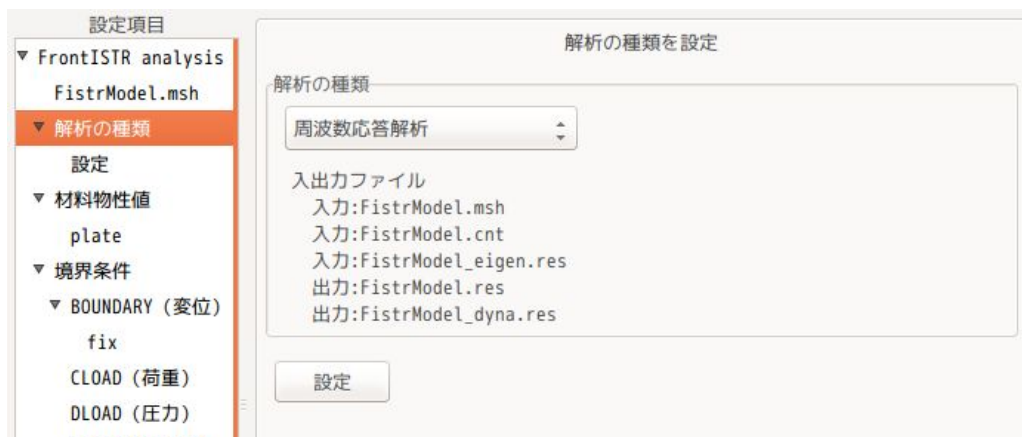 設定項目
FrontISTR analysis
FistrModel.msh
解析の種類
設定
材料物性値
plate
境界条件
BOUNDARY (変位)
fix
CLOAD (荷重)
DLOAD (圧力)
解析の種類を設定
解析の種類
周波数応答解析
入出力ファイル
入力:FistrModel.msh
入力:FistrModel.cnt
入力:FistrModel_eigen.res
出力:FistrModel.res
出力:FistrModel_dyna.res
設定